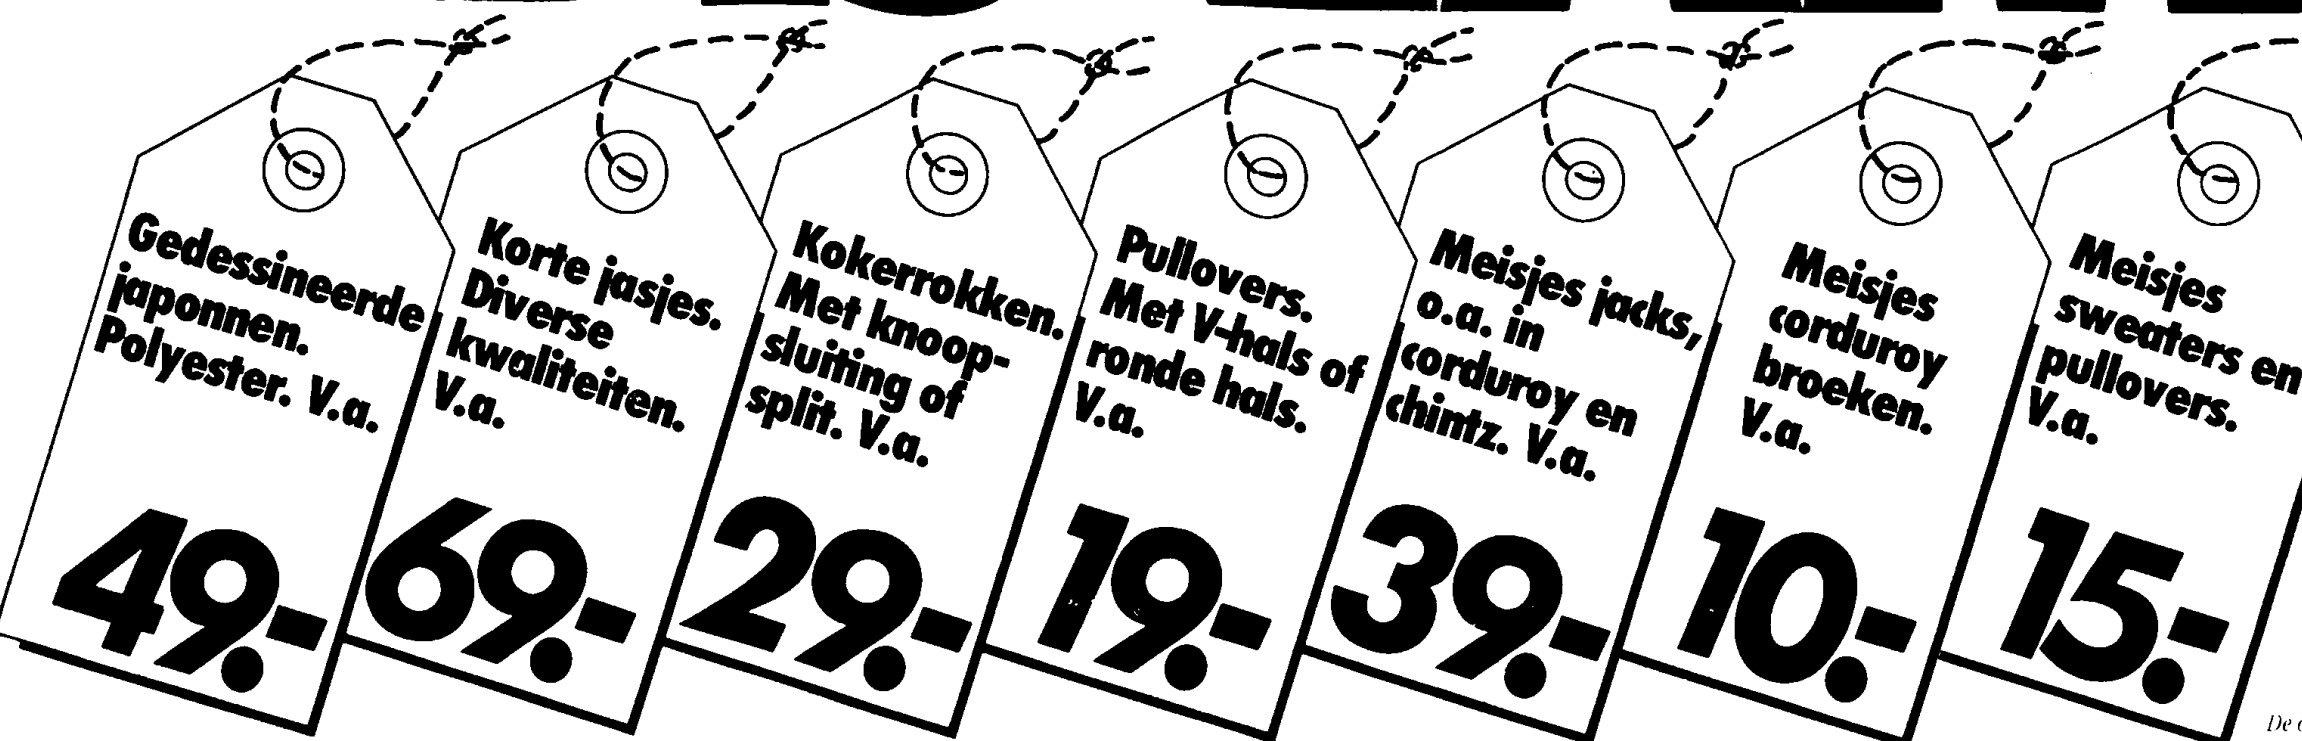 Gedessineerde
japonnen.
Polyester. V.a.
49.-
Korte jasjes.
Diverse
kwaliteiten.
V.a.
69.-
Kokerrokken.
Met knoop-
sluiting of
split. V.a.
29.-
Pullovers.
Met V-hals of
ronde hals.
V.a.
19.-
Meisjes jacks,
o.a. in
corduroy en
chintz. V.a.
39.-
Meisjes
corduroy
broeken.
V.a.
10.-
Meisjes
sweaters en
pullovers.
V.a.
15.-
De